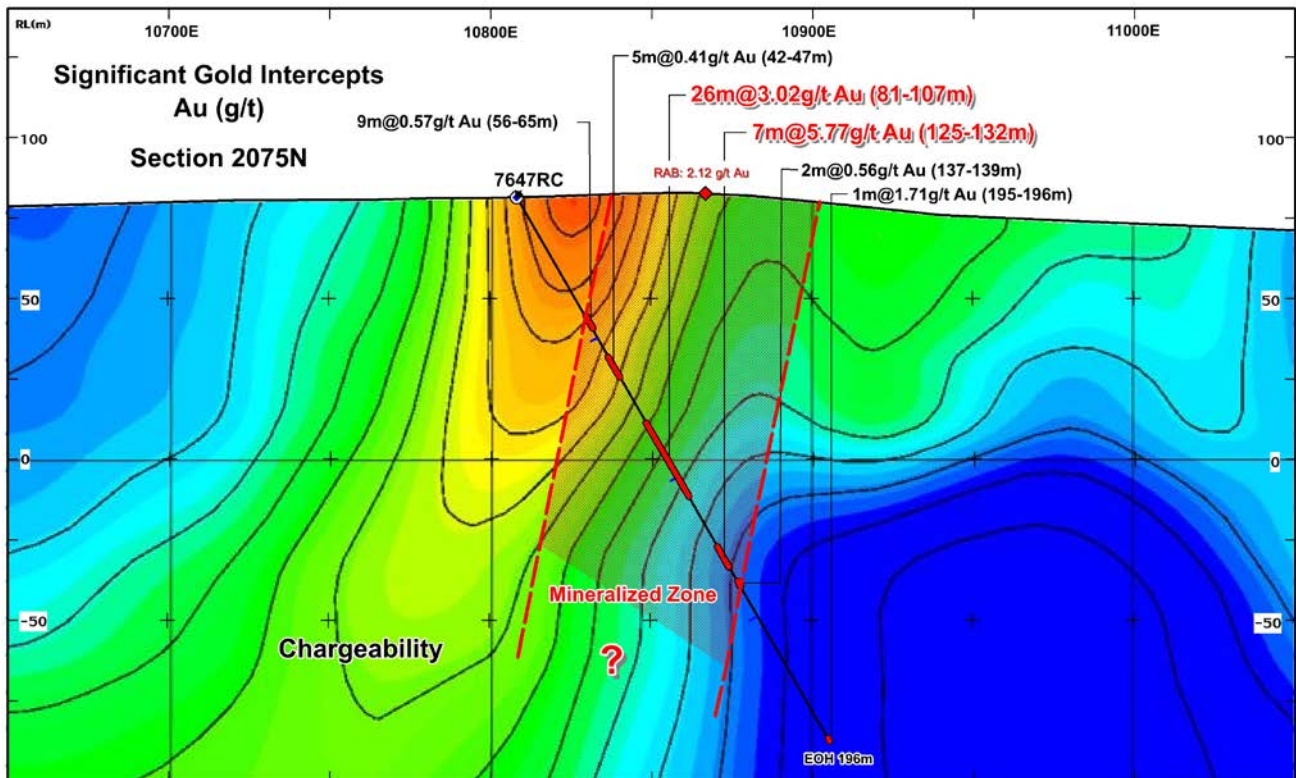 RL(m)
10700E
10800E
10900E
11000E
Significant Gold Intercepts
Au (g/t)
Section 2075N
5m@0.41g/t Au (42-47m)
26m@3.02g/t Au (81-107m)
9m@0.57g/t Au (56-65m)
7m@5.77g/t Au (125-132m)
100
100
RAB: 2.12 g/t Au
2m@0.56g/t Au (137-139m)
7647RC
1m@1.71g/t Au (195-196m)
50
50
0
0
Mineralized Zone
-50
-50
Chargeability
?
EOH 196m